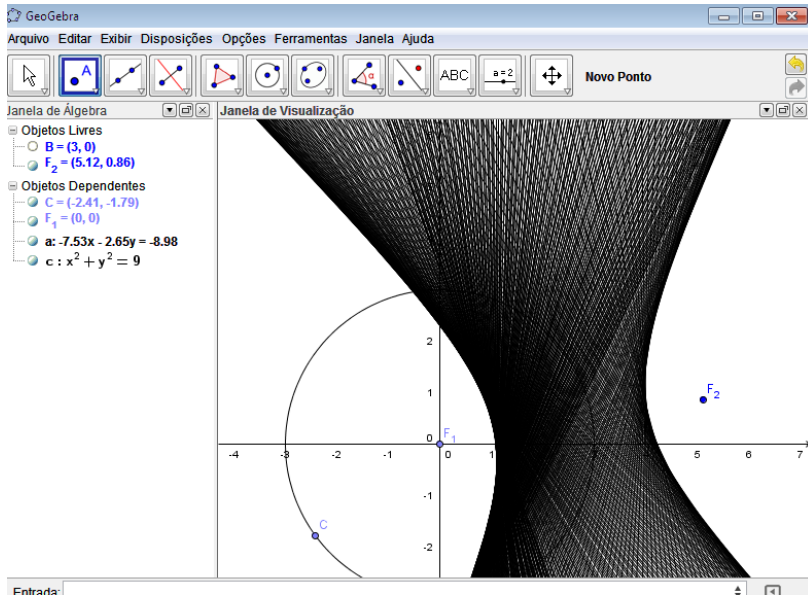 GeoGebra
Arquivo Editar Exibir Disposições Opções Ferramentas Janela Ajuda
A
α
ABC
a=2
Novo Ponto
Janela de Álgebra
Janela de Visualização
Objetos Livres
B = (3, 0)
F₂ = (5.12, 0.86)
Objetos Dependentes
C = (-2.41, -1.79)
F₁ = (0, 0)
a: -7.53x - 2.65y = -8.98
c : x² + y² = 9
2
1
F₂
0
F₁
-4 -3 -2 -1 0 1 5 6 7
-1
C
-2
Entrada: